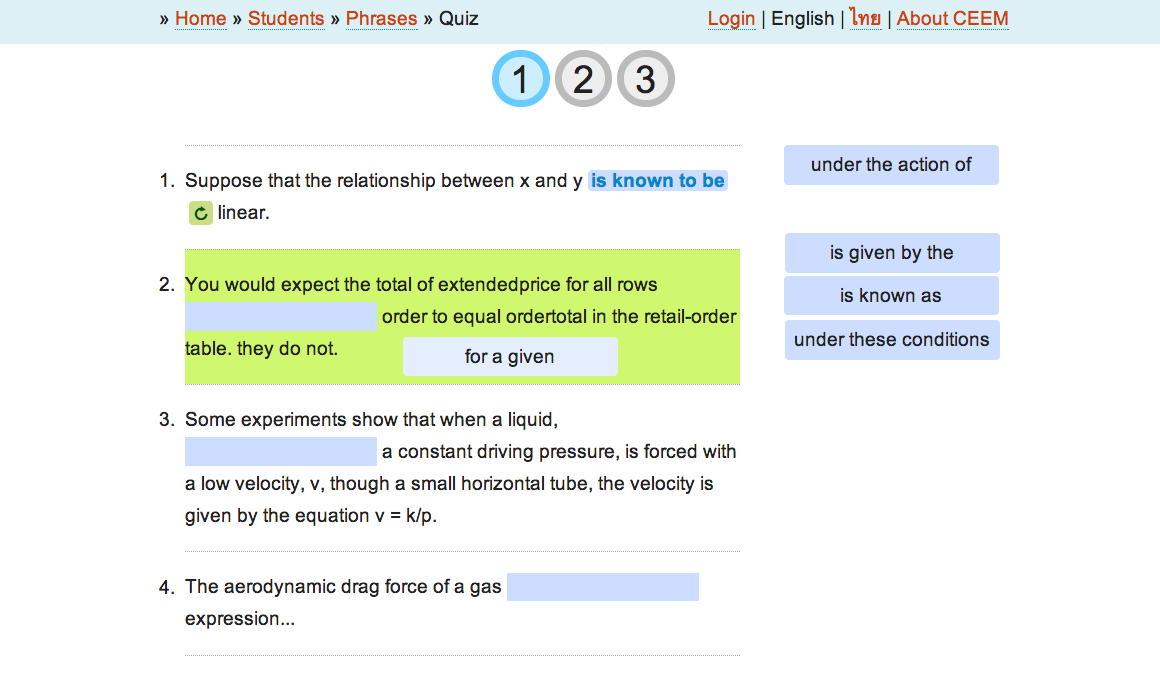 » Home » Students » Phrases » Quiz
Login | English | ไทย | About CEEM
1 2 3
1. Suppose that the relationship between x and y is known to be
linear.
2. You would expect the total of extendedprice for all rows
order to equal ordertotal in the retail-order
table. they do not.
for a given
3. Some experiments show that when a liquid,
a constant driving pressure, is forced with
a low velocity, v, though a small horizontal tube, the velocity is
given by the equation v = k/p.
4. The aerodynamic drag force of a gas
expression...
under the action of
is given by the
is known as
under these conditions